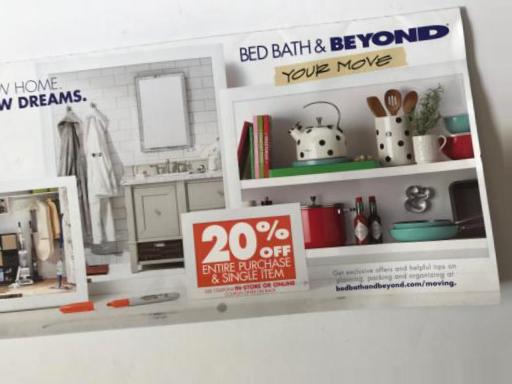 W HOME.
W DREAMS.
BED BATH & BEYOND
YOUR MOVE
20% OFF
ENTIRE PURCHASE
& SINGLE ITEM
IN-STORE OR ONLINE
Get exclusive offers and helpful tips on
planning, packing and organizing at
bedbathandbeyond.com/moving.